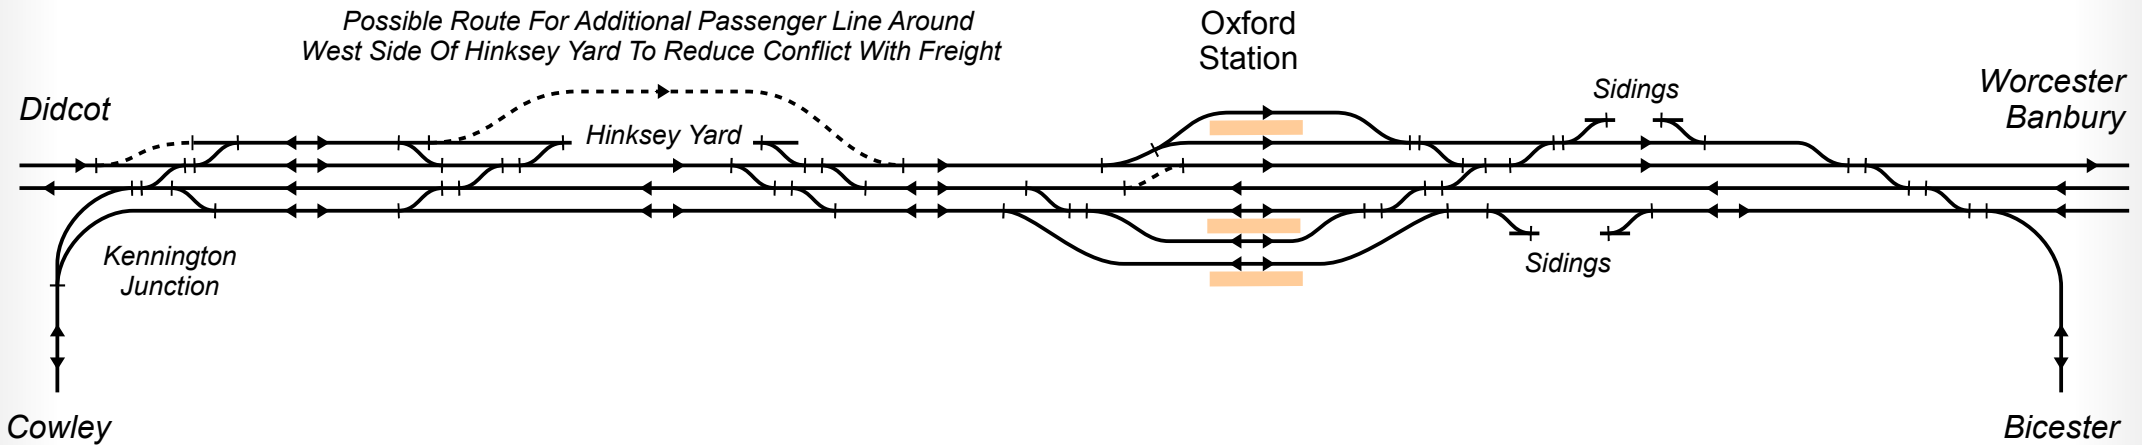 Possible Route For Additional Passenger Line Around
West Side Of Hinksey Yard To Reduce Conflict With Freight
Oxford
Station
Didcot
Hinksey Yard
Sidings
Worcester
Banbury
Kennington
Junction
Sidings
Cowley
Bicester